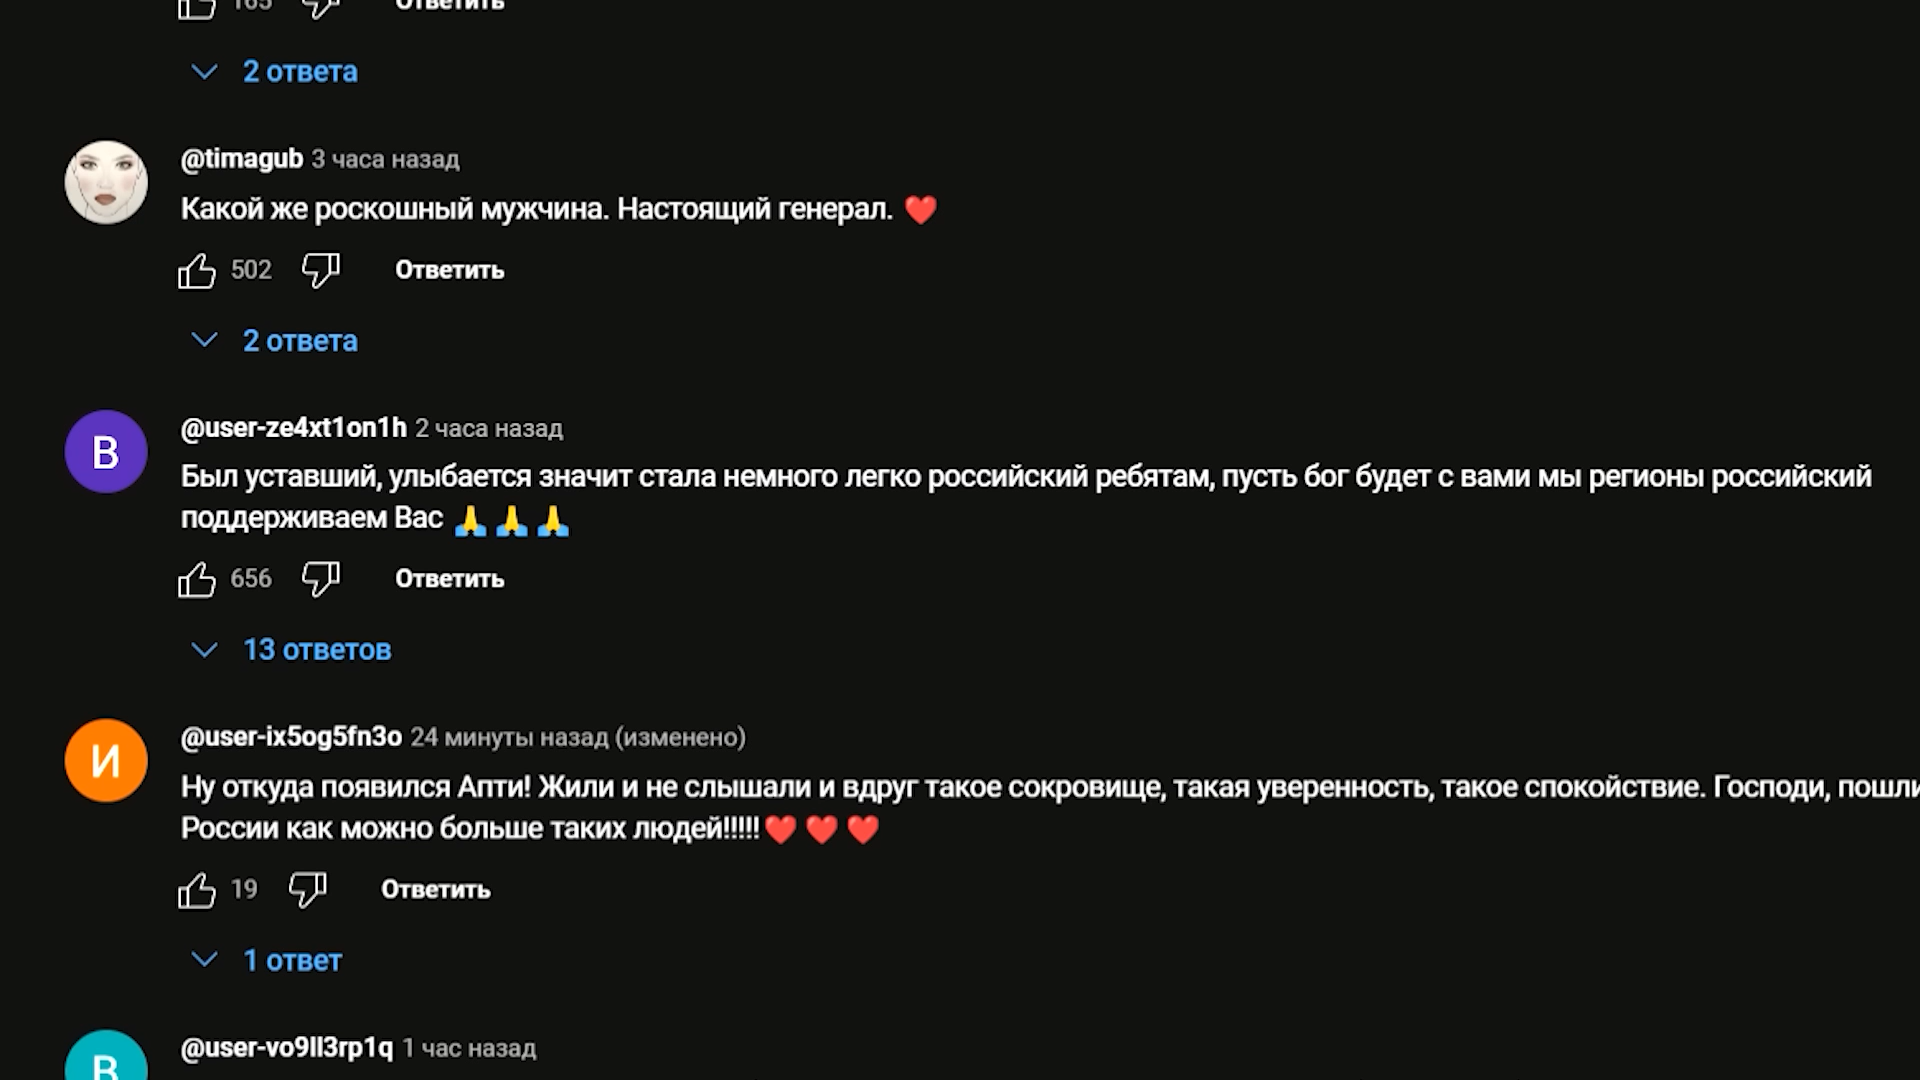 165 Ответить
2 ответа
@timagub 3 часа назад
Какой же роскошный мужчина. Настоящий генерал. ❤️
502 Ответить
2 ответа
В
@user-ze4xt1on1h 2 часа назад
Был уставший, улыбается значит стала немного легко российский ребятам, пусть бог будет с вами мы регионы российский
поддерживаем Вас 🙏 🙏 🙏
656 Ответить
13 ответов
И
@user-ix5og5fn3o 24 минуты назад (изменено)
Ну откуда появился Апти! Жили и не слышали и вдруг такое сокровище, такая уверенность, такое спокойствие. Господи, пошли
России как можно больше таких людей!!!!!❤️ ❤️ ❤️
19 Ответить
1 ответ
В
@user-vo9ll3rp1q 1 час назад